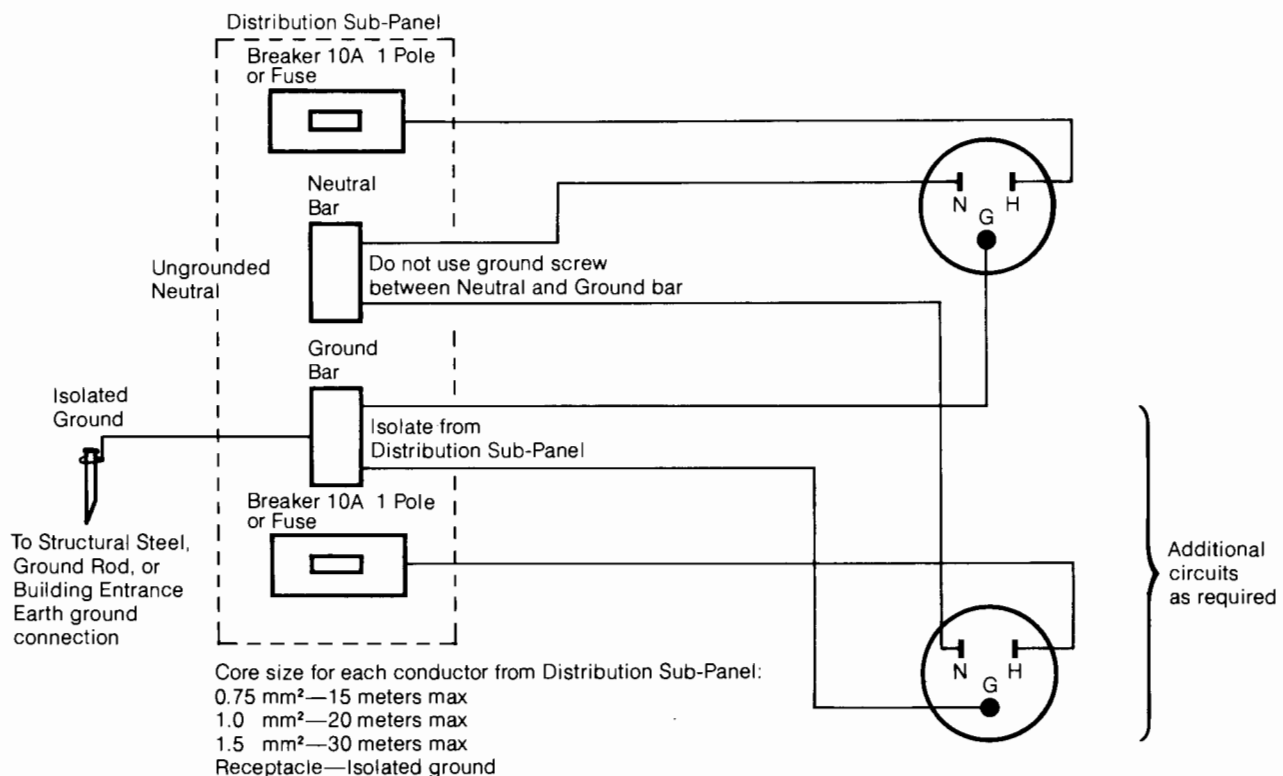 Distribution Sub-Panel
Breaker 10A 1 Pole
or Fuse
Neutral
Bar
N
H
G
Ungrounded
Neutral
Do not use ground screw
between Neutral and Ground bar
Ground
Bar
Isolated
Ground
Isolate from
Distribution Sub-Panel
Breaker 10A 1 Pole
or Fuse
To Structural Steel,
Ground Rod, or
Building Entrance
Earth ground
connection
Additional
circuits
as required
N
H
G
Core size for each conductor from Distribution Sub-Panel:
0.75 mm²—15 meters max
1.0 mm²—20 meters max
1.5 mm²—30 meters max
Receptacle—Isolated ground